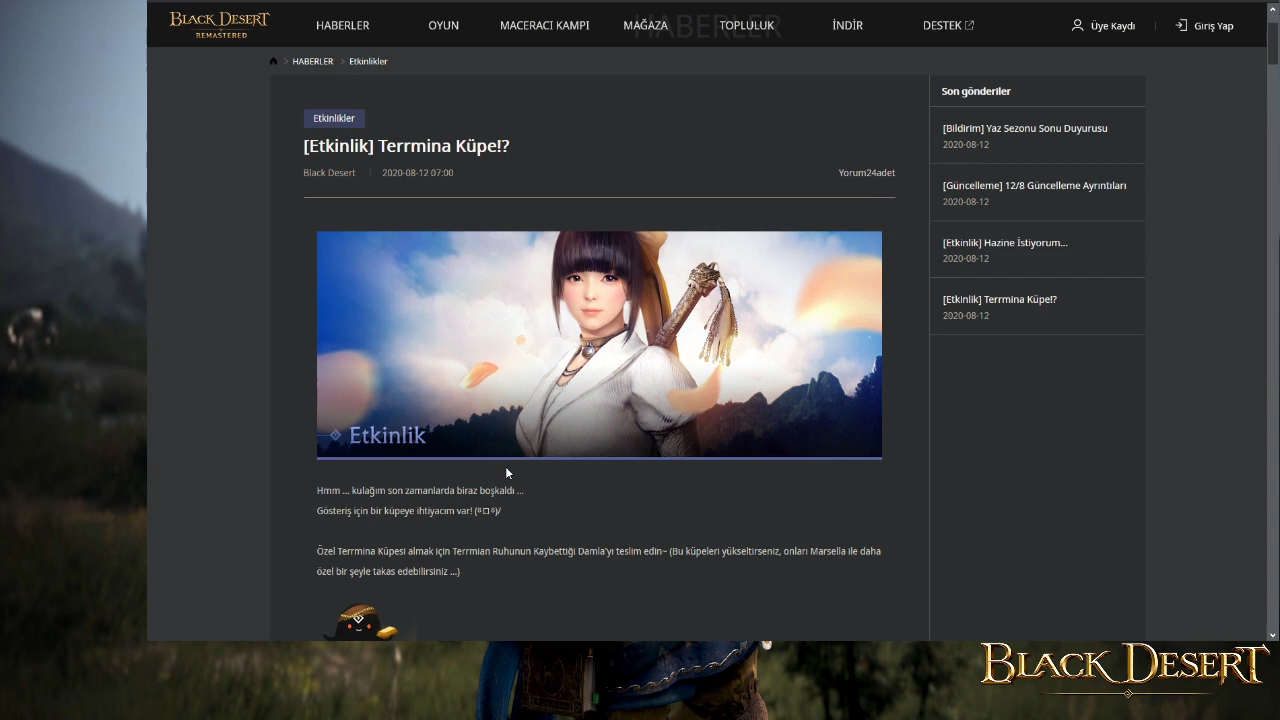 BLACK DESERT
REMASTERED
HABERLER
HABERLER
OYUN
MACERACI KAMPI
MAĞAZA
TOPLULUK
İNDİR
DESTEK
Üye Kaydı
Giriş Yap
HABERLER
Etkinlikler
Etkinlikler
[Etkinlik] Terrmina Küpe!?
Black Desert
2020-08-12 07:00
Yorum24adet
Etkinlik
Hmm ... kulağım son zamanlarda biraz boşkaldı ...
Gösteriş için bir küpeye ihtiyacım var! (ᇂㅁᇂ)/
Özel Terrmina Küpesi almak için Terrmian Ruhunun Kaybettiği Damla'yı teslim edin~ (Bu küpeleri yükseltirseniz, onları Marsella ile daha
özel bir şeyle takas edebilirsiniz ...)
Son gönderiler
[Bildirim] Yaz Sezonu Sonu Duyurusu
2020-08-12
[Güncelleme] 12/8 Güncelleme Ayrıntıları
2020-08-12
[Etkinlik] Hazine İstiyorum...
2020-08-12
[Etkinlik] Terrmina Küpe!?
2020-08-12
BLACK DESERT